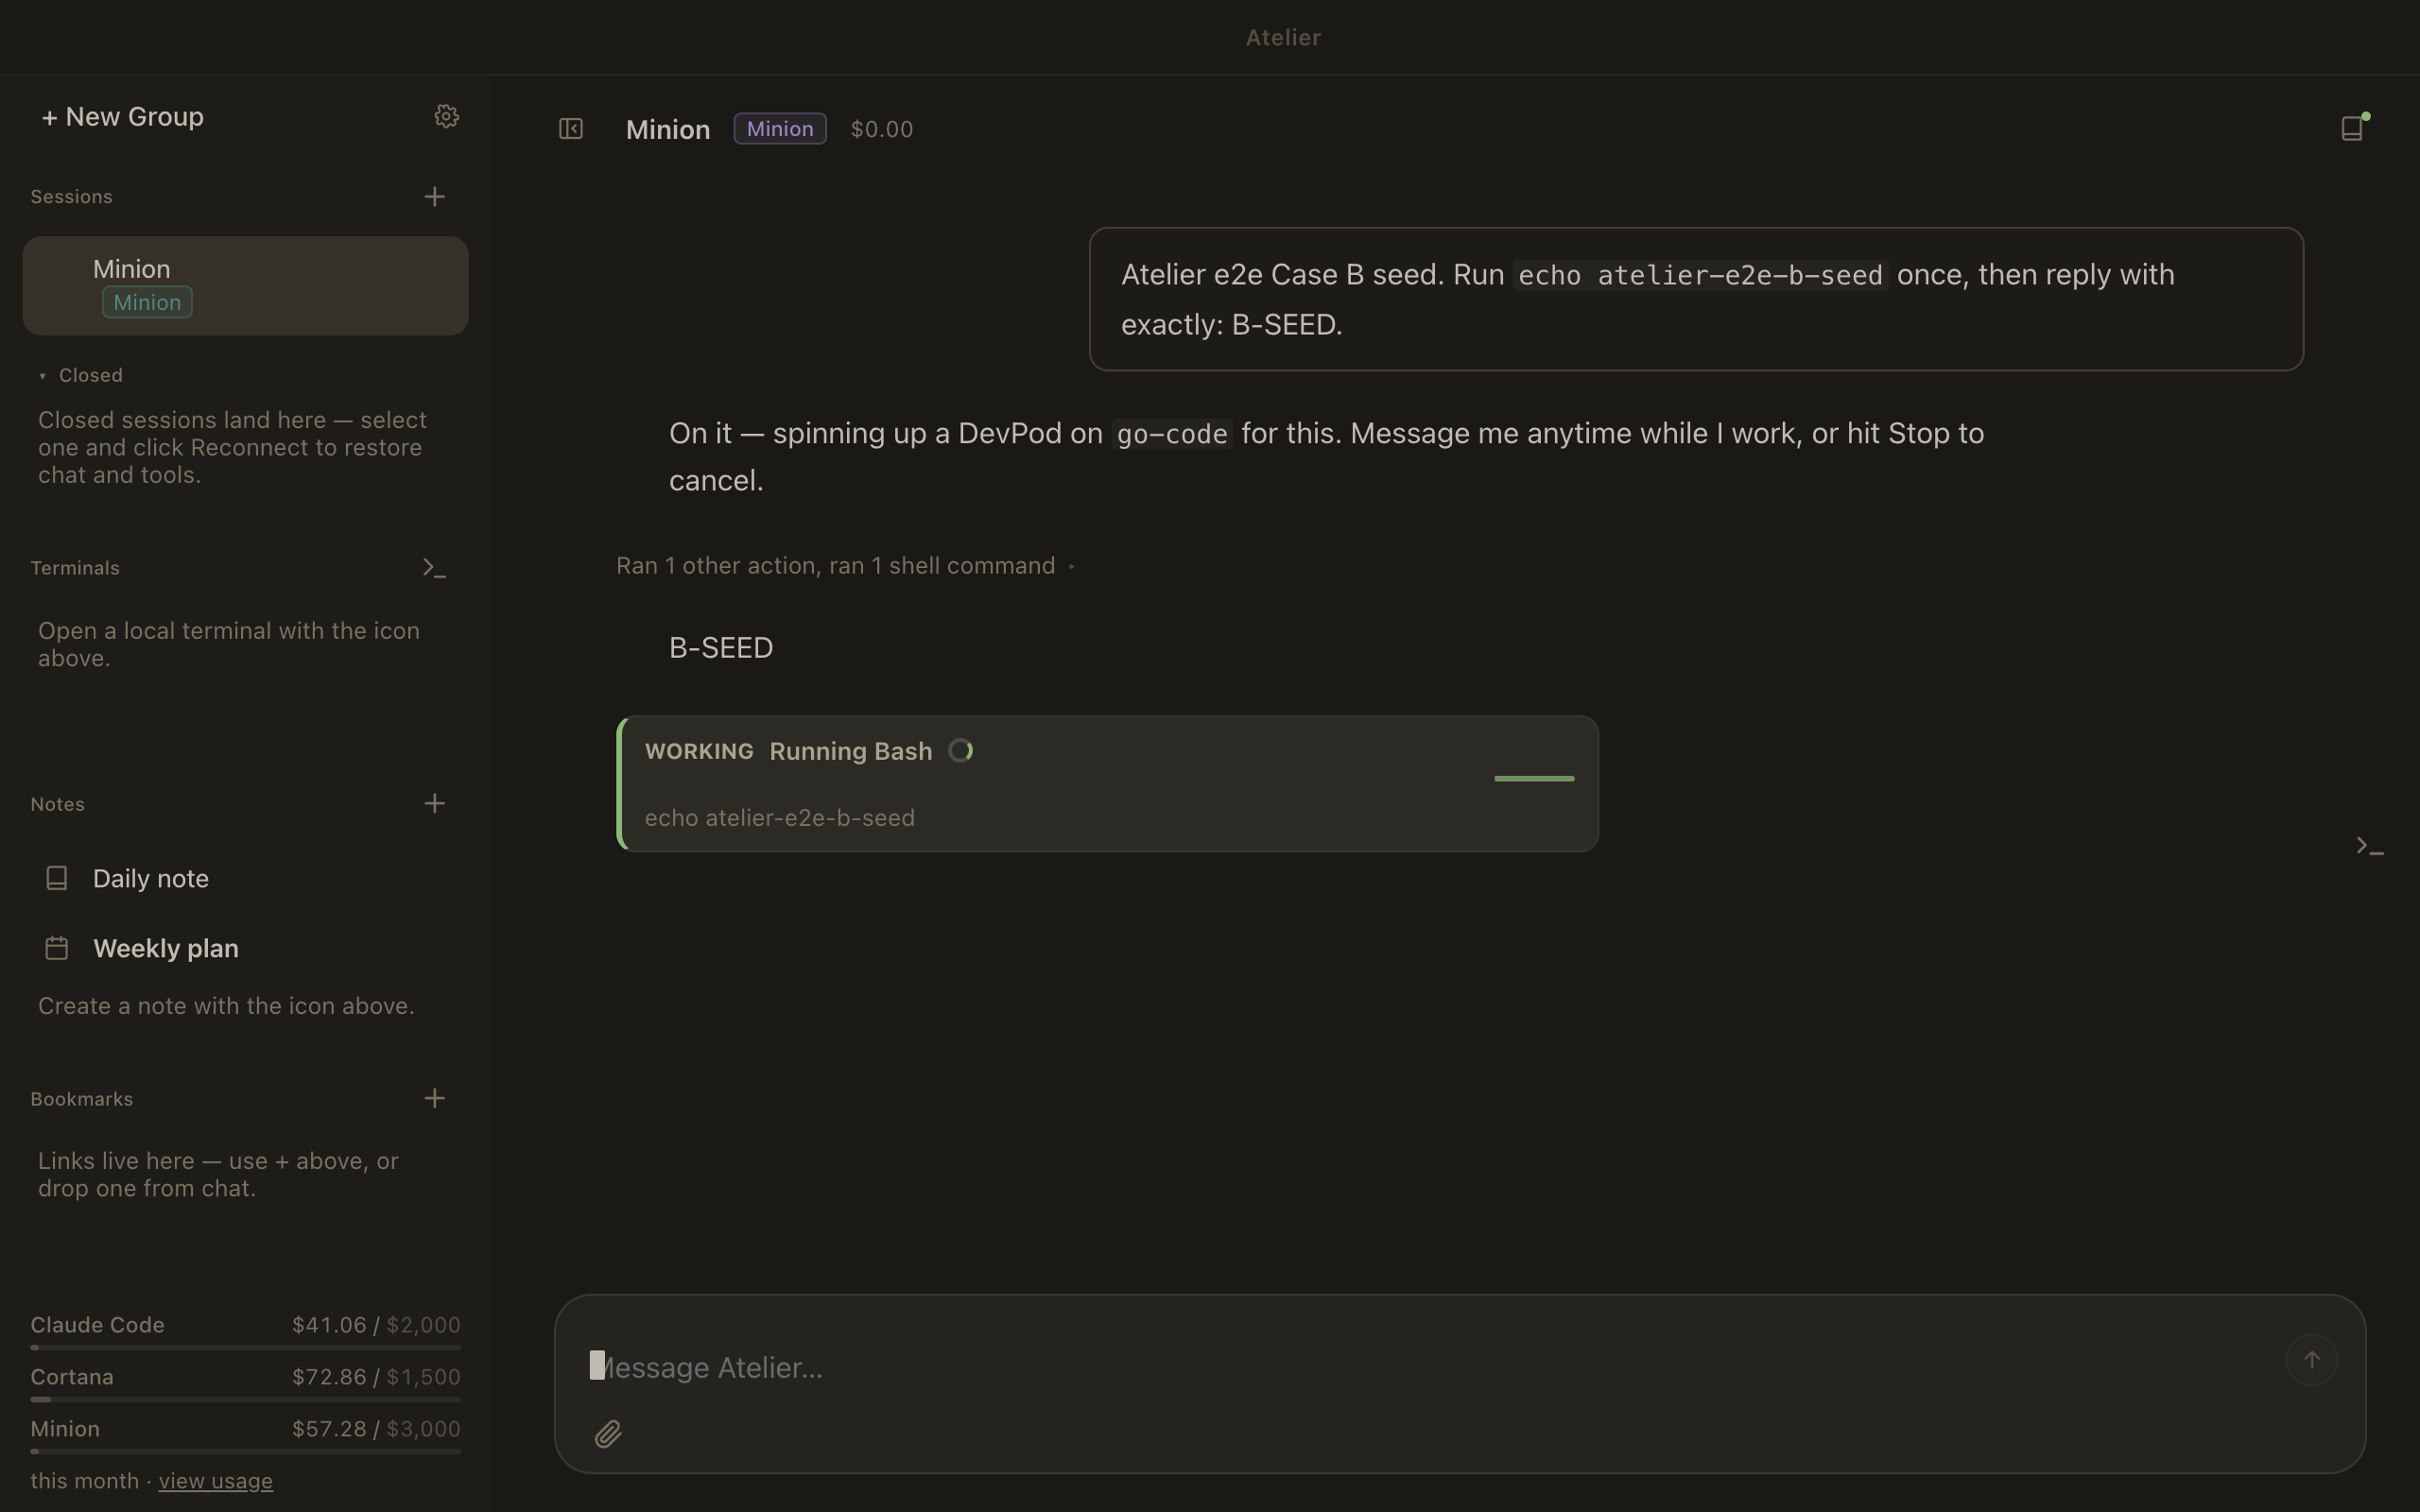 Atelier
+ New Group
Sessions
Minion
Minion
▾ Closed
Closed sessions land here — select
one and click Reconnect to restore
chat and tools.
Terminals
Open a local terminal with the icon
above.
Notes
Daily note
Weekly plan
Create a note with the icon above.
Bookmarks
Links live here — use + above, or
drop one from chat.
Claude Code $41.06 / $2,000
Cortana $72.86 / $1,500
Minion $57.28 / $3,000
this month · view usage
Minion Minion $0.00
Atelier e2e Case B seed. Run echo atelier-e2e-b-seed once, then reply with
exactly: B-SEED.
On it — spinning up a DevPod on go-code for this. Message me anytime while I work, or hit Stop to
cancel.
Ran 1 other action, ran 1 shell command ▸
B-SEED
WORKING Running Bash
echo atelier-e2e-b-seed
Message Atelier...